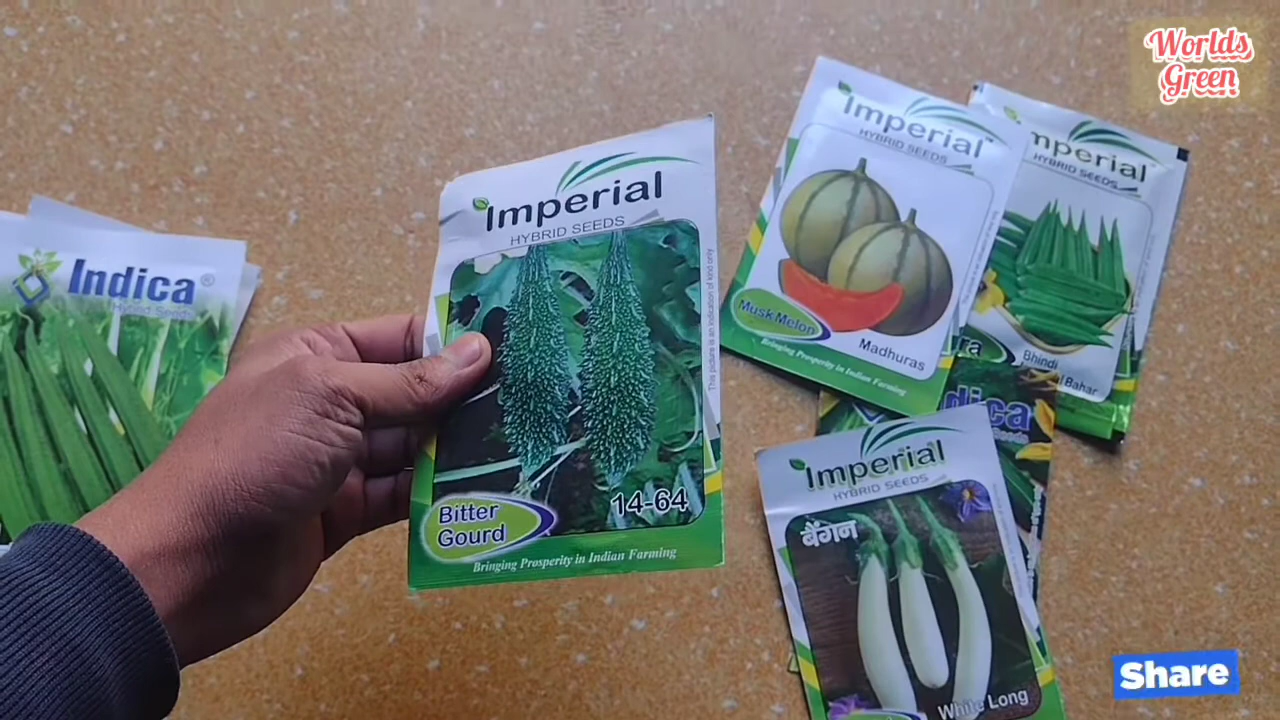 Worlds
Green
Indica®
Hybrid Seeds
Imperial
HYBRID SEEDS
This picture is an indication of kind only
14-64
Bitter
Gourd
Bringing Prosperity in Indian Farming
Imperial
HYBRID SEEDS
Musk Melon
Madhuras
Bringing Prosperity in Indian Farming
Imperial
HYBRID SEEDS
Bhindi
Bahar
Imperial
HYBRID SEEDS
बैंगन
White Long
Share